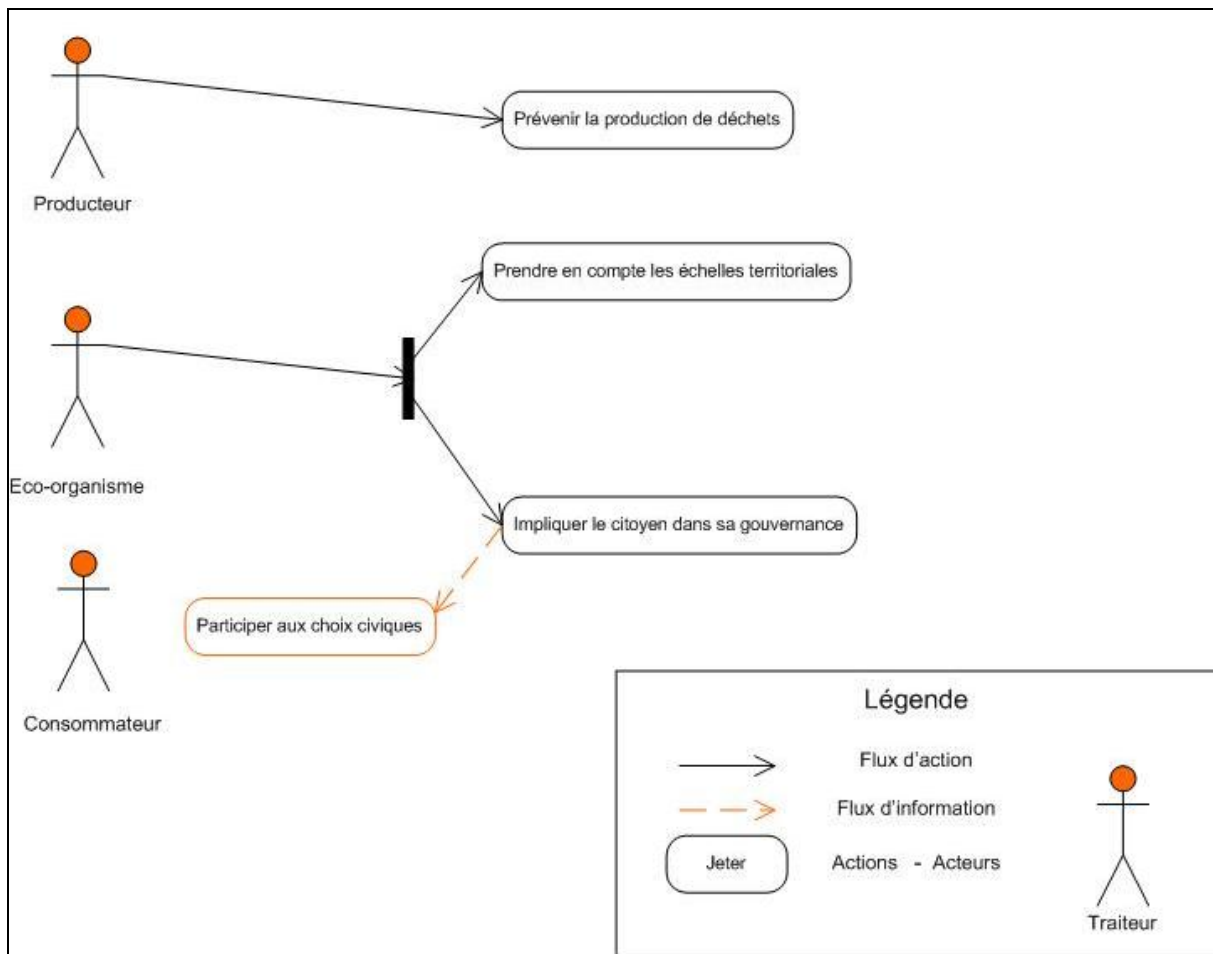 Prévenir la production de déchets
Producteur
Prendre en compte les échelles territoriales
Eco-organisme
Impliquer le citoyen dans sa gouvernance
Participer aux choix civiques
Consommateur
Légende
Flux d'action
Flux d'information
Jeter
Actions - Acteurs
Traiteur